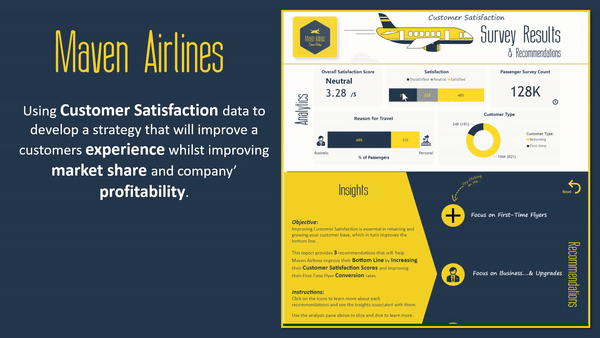 Maven Airlines
Using Customer Satisfaction data to
develop a strategy that will improve a
customers experience whilst improving
market share and company'
profitability.
Customer Satisfaction
Survey Results
& Recommendations
Analytics
Overall Satisfaction Score
Neutral
3.28 /5
Satisfaction
Dissatisfied Neutral Satisfied
Passenger Survey Count
128K
Reason for Travel
Business
Personal
% of Passengers
Customer Type
Customer Type:
Returning
First-time
Insights
Objective:
Improving Customer Satisfaction is essential in retaining and
growing your customer base, which in turn improves the
bottom line.
This report provides 3 recommendations that will help
Maven Airlines improve their Bottom Line by Increasing
their Customer Satisfaction Scores and improving
their First Time Flyer Conversion rates.
Instructions:
Click on the icons to learn more about each
recommendations and see the insights associated with them.
Use the analysis pane above to slice and dice to learn more.
Reset
Focus on First-Time Flyers
Focus on Business...& Upgrades
Recommendations